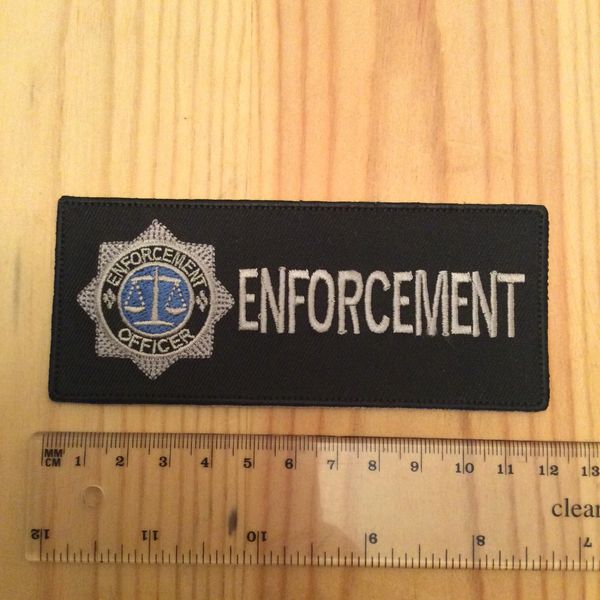 ENFORCEMENT
OFFICER
ENFORCEMENT
MM
CM 1 2 3 4 5 6 7 8 9 10 11 12 13
clear
12 11 10 9 8 7